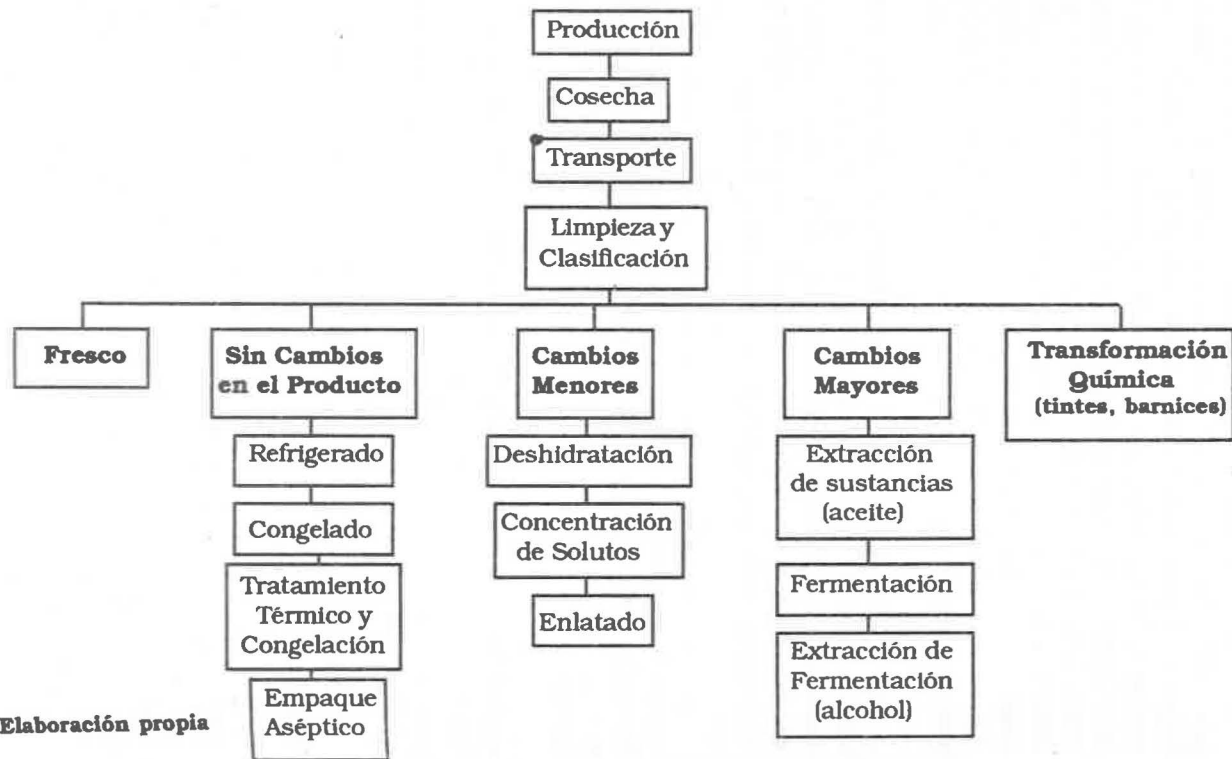 Producción
Cosecha
Transporte
Limpieza y
Clasificación
Fresco
Sin Cambios
en el Producto
Refrigerado
Congelado
Tratamiento
Térmico y
Congelación
Empaque
Aséptico
Cambios
Menores
Deshidratación
Concentración
de Solutos
Enlatado
Cambios
Mayores
Extracción
de sustancias
(aceite)
Fermentación
Extracción de
Fermentación
(alcohol)
Transformación
Química
(tintes, barnices)
Elaboración propia